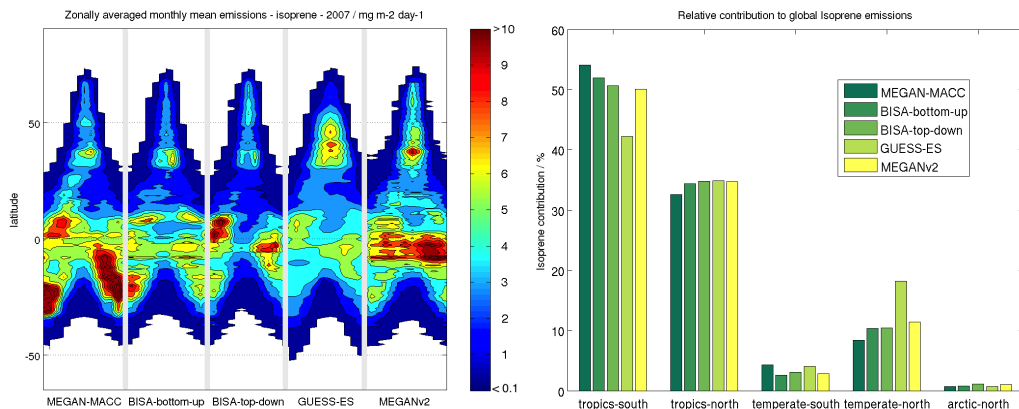 Zonally averaged monthly mean emissions - isoprene - 2007 / mg m-2 day-1
latitude
50
0
-50
MEGAN-MACC BISA-bottom-up BISA-top-down GUESS-ES MEGANv2
>10
9
8
7
6
5
4
3
2
1
<0.1
Relative contribution to global Isoprene emissions
Isoprene contribution / %
60
50
40
30
20
10
0
MEGAN-MACC
BISA-bottom-up
BISA-top-down
GUESS-ES
MEGANv2
tropics-south tropics-north temperate-south temperate-north arctic-north